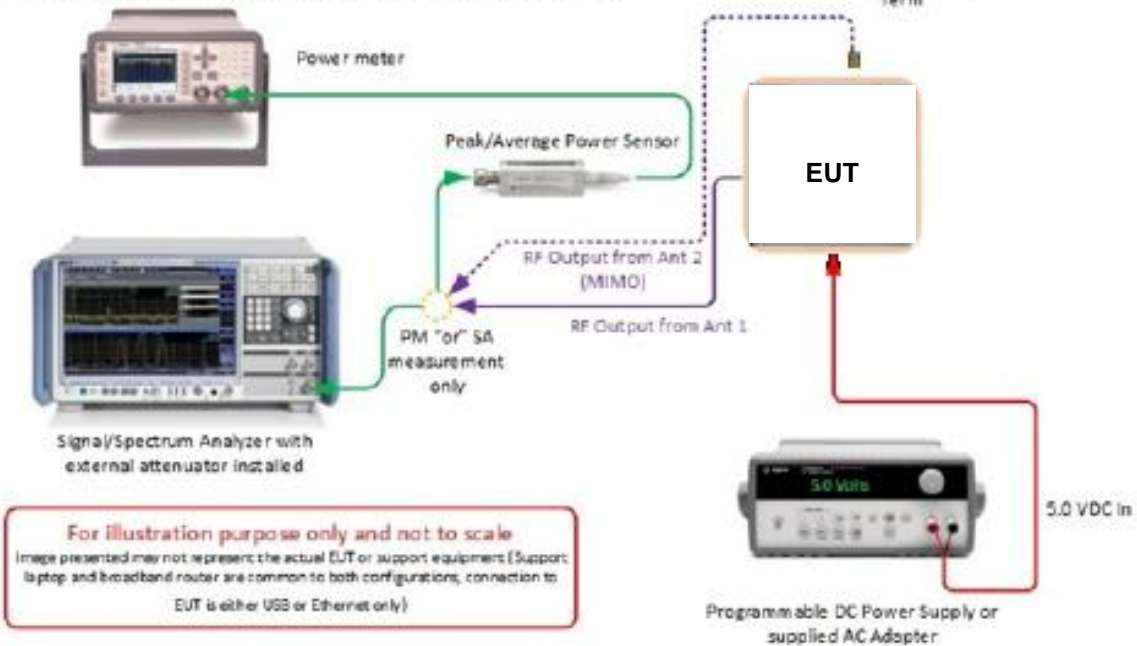 Term
Power meter
Peak/Average Power Sensor
EUT
RF Output from Ant 2
(MIMO)
RF Output from Ant 1
PM "or" SA
measurement
only
Signal/Spectrum Analyzer with
external attenuator installed
5.0 Volts
5.0 VDC In
For illustration purpose only and not to scale
Image presented may not represent the actual EUT or support equipment (Support
laptop and broadband router are common to both configurations, connection to
EUT is either USB or Ethernet only)
Programmable DC Power Supply or
supplied AC Adapter